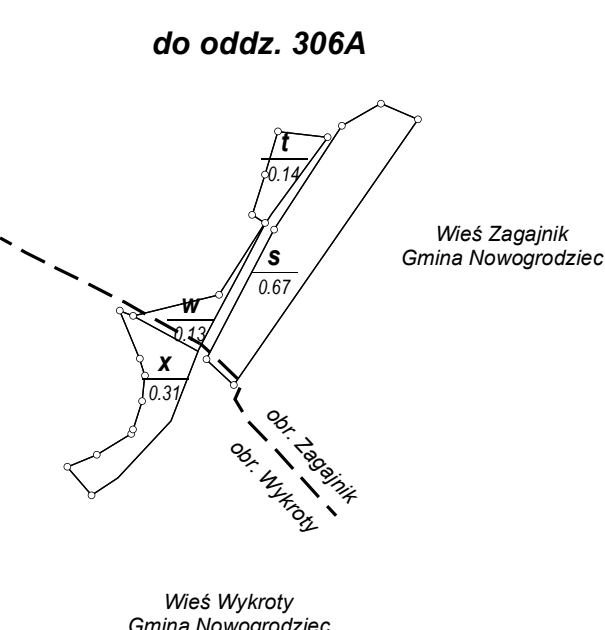 do oddz. 306A
t
0.14
Wieś Zagajnik
Gmina Nowogrodziec
s
0.67
w
0.13
x
0.31
obr. Zagajnik
obr. Wykroty
Wieś Wykroty
Gmina Nowogrodziec